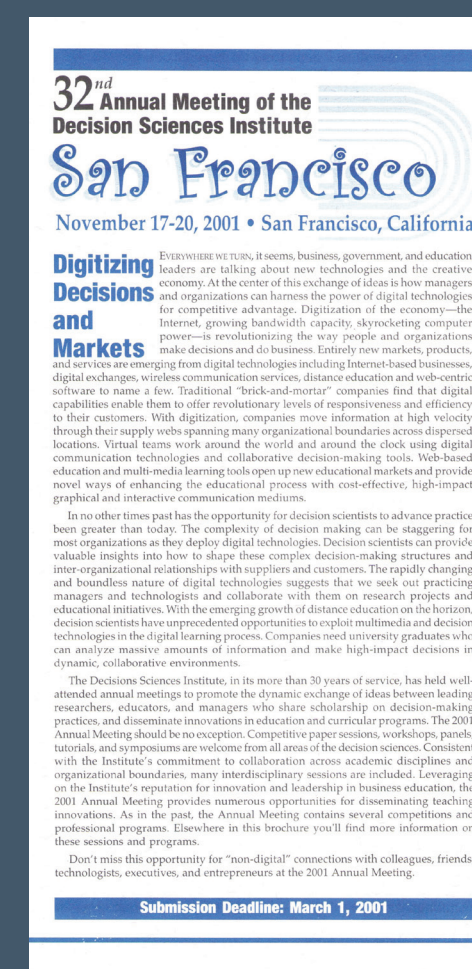 32nd Annual Meeting of the
Decision Sciences Institute
San Francisco
November 17-20, 2001 • San Francisco, California
Digitizing
Decisions
and
Markets
EVERYWHERE WE TURN, it seems, business, government, and education
leaders are talking about new technologies and the creative
economy. At the center of this exchange of ideas is how managers
and organizations can harness the power of digital technologies
for competitive advantage. Digitization of the economy—the
Internet, growing bandwidth capacity, skyrocketing computer
power—is revolutionizing the way people and organizations
make decisions and do business. Entirely new markets, products,
and services are emerging from digital technologies including Internet-based businesses,
digital exchanges, wireless communication services, distance education and web-centric
software to name a few. Traditional "brick-and-mortar" companies find that digital
capabilities enable them to offer revolutionary levels of responsiveness and efficiency
to their customers. With digitization, companies move information at high velocity
through their supply webs spanning many organizational boundaries across dispersed
locations. Virtual teams work around the world and around the clock using digital
communication technologies and collaborative decision-making tools. Web-based
education and multi-media learning tools open up new educational markets and provide
novel ways of enhancing the educational process with cost-effective, high-impact
graphical and interactive communication mediums.
In no other times past has the opportunity for decision scientists to advance practice
been greater than today. The complexity of decision making can be staggering for
most organizations as they deploy digital technologies. Decision scientists can provide
valuable insights into how to shape these complex decision-making structures and
inter-organizational relationships with suppliers and customers. The rapidly changing
and boundless nature of digital technologies suggests that we seek out practicing
managers and technologists and collaborate with them on research projects and
educational initiatives. With the emerging growth of distance education on the horizon,
decision scientists have unprecedented opportunities to exploit multimedia and decision
technologies in the digital learning process. Companies need university graduates who
can analyze massive amounts of information and make high-impact decisions in
dynamic, collaborative environments.
The Decisions Sciences Institute, in its more than 30 years of service, has held well-
attended annual meetings to promote the dynamic exchange of ideas between leading
researchers, educators, and managers who share scholarship on decision-making
practices, and disseminate innovations in education and curricular programs. The 2001
Annual Meeting should be no exception. Competitive paper sessions, workshops, panels,
tutorials, and symposiums are welcome from all areas of the decision sciences. Consistent
with the Institute's commitment to collaboration across academic disciplines and
organizational boundaries, many interdisciplinary sessions are included. Leveraging
on the Institute's reputation for innovation and leadership in business education, the
2001 Annual Meeting provides numerous opportunities for disseminating teaching
innovations. As in the past, the Annual Meeting contains several competitions and
professional programs. Elsewhere in this brochure you'll find more information on
these sessions and programs.
Don't miss this opportunity for "non-digital" connections with colleagues, friends
technologists, executives, and entrepreneurs at the 2001 Annual Meeting.
Submission Deadline: March 1, 2001